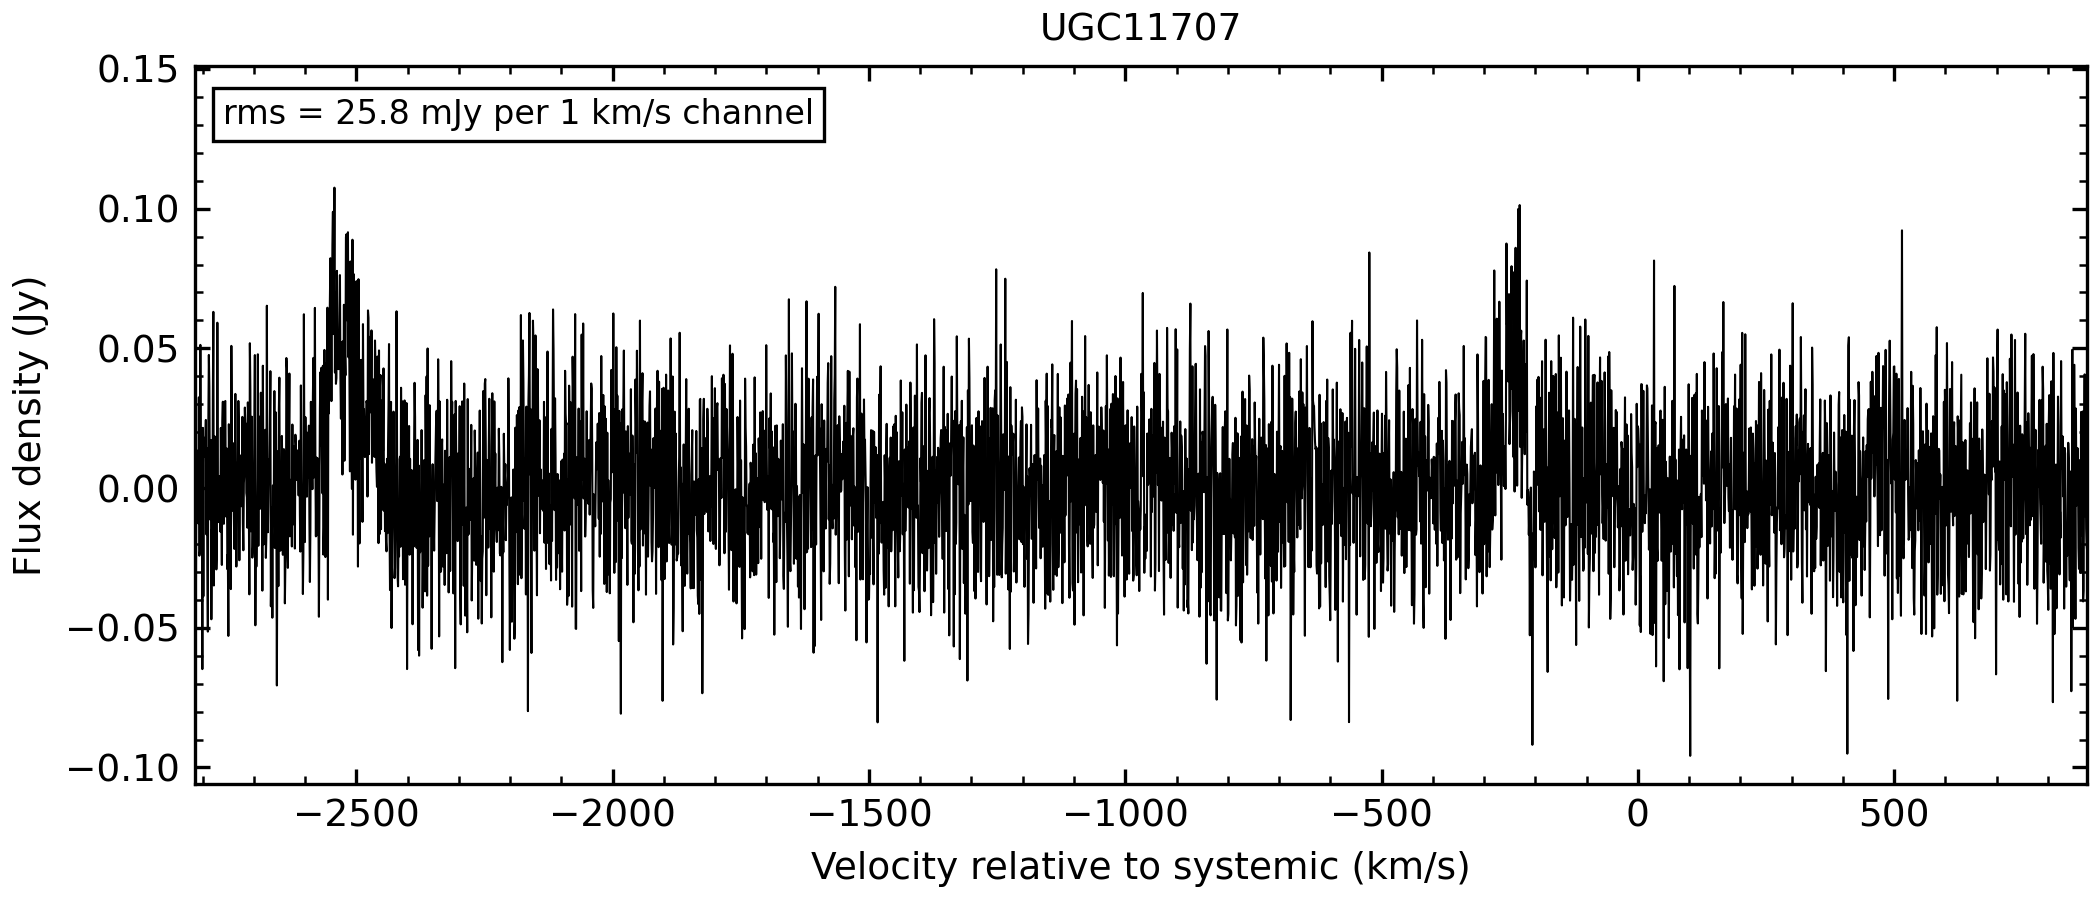 UGC11707
rms = 25.8 mJy per 1 km/s channel
Flux density (Jy)
0.15
0.10
0.05
0.00
−0.05
−0.10
−2500 −2000 −1500 −1000 −500 0 500
Velocity relative to systemic (km/s)